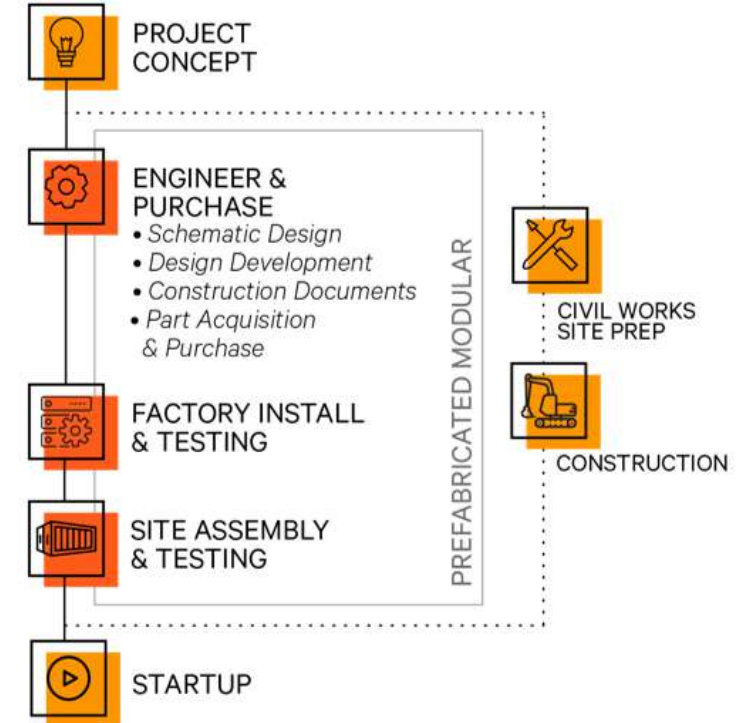 PROJECT
CONCEPT
ENGINEER &
PURCHASE
• Schematic Design
• Design Development
• Construction Documents
• Part Acquisition
& Purchase
FACTORY INSTALL
& TESTING
SITE ASSEMBLY
& TESTING
STARTUP
PREFABRICATED MODULAR
CIVIL WORKS
SITE PREP
CONSTRUCTION